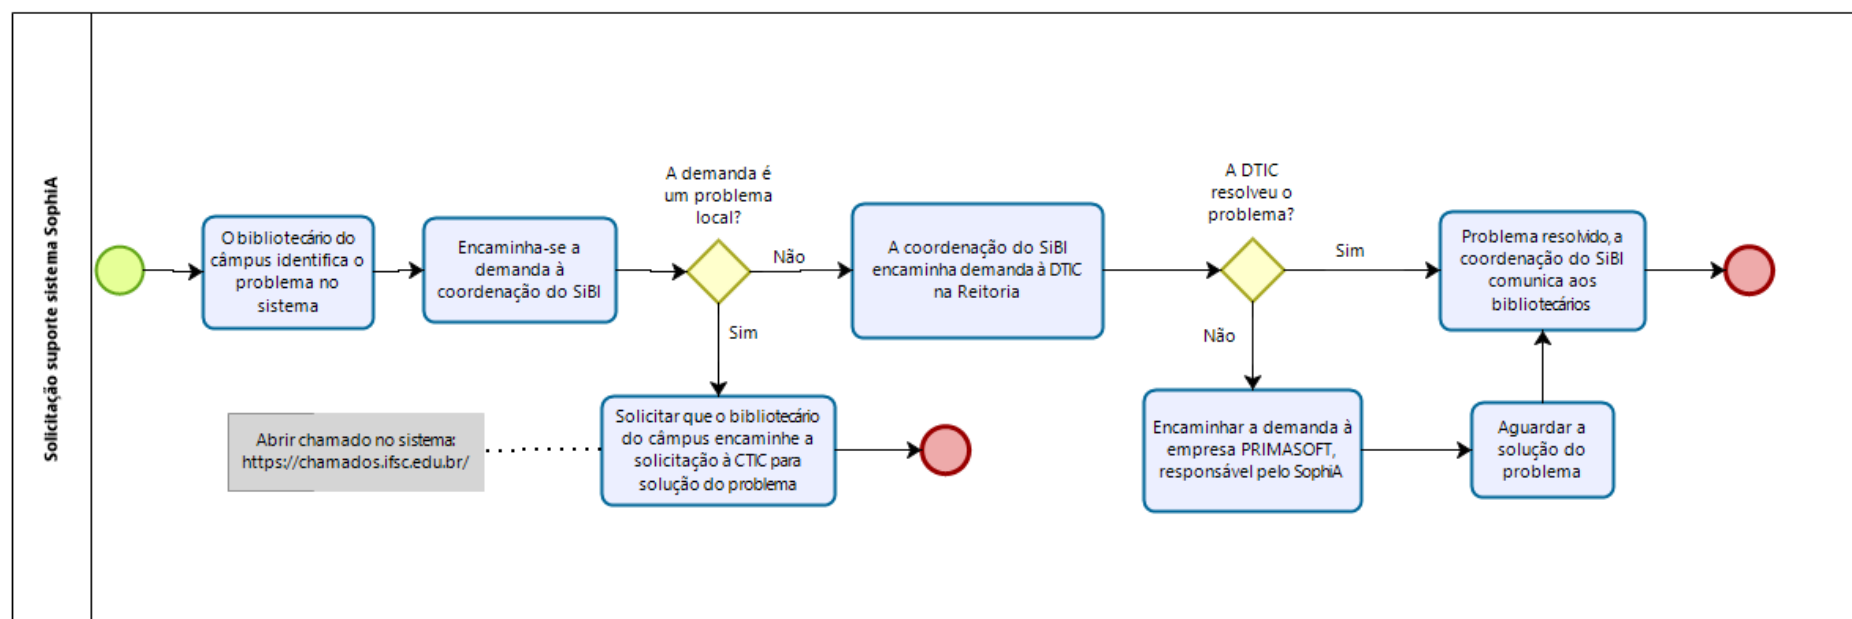 Solicitação suporte sistema SophiA
O bibliotecário do
câmpus identifica o
problema no
sistema
Encaminha-se a
demanda à
coordenação do SiBI
A demanda é
um problema
local?
Não
Sim
Solicitar que o bibliotecário
do câmpus encaminhe a
solicitação à CTIC para
solução do problema
Abrir chamado no sistema:
https://chamados.ifsc.edu.br/
A coordenação do SiBI
encaminha demanda à DTIC
na Reitoria
A DTIC
resolveu o
problema?
Sim
Não
Encaminhar a demanda à
empresa PRIMASOFT,
responsável pelo SophiA
Aguardar a
solução do
problema
Problema resolvido, a
coordenação do SiBI
comunica aos
bibliotecários